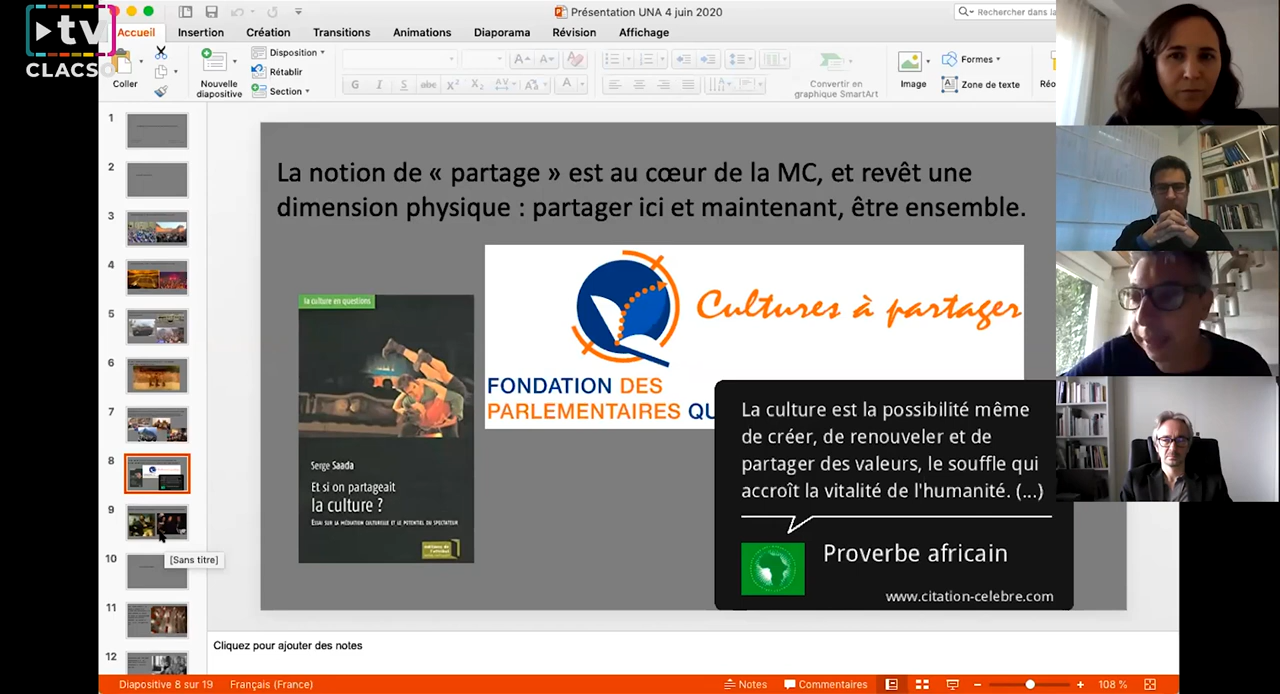 tv
CLACSO
Présentation UNA 4 juin 2020
Rechercher dans la
Accueil
Insertion
Création
Transitions
Animations
Diaporama
Révision
Affichage
Coller
Nouvelle
diapositive
Disposition
Rétablir
Section
G
I
S
abc
X²
X₂
AV
Aa
A
Convertir en
graphique SmartArt
Image
Formes
Zone de texte
1
2
3
4
5
6
7
8
9
10
11
12
[Sans titre]
La notion de « partage » est au cœur de la MC, et revêt une
dimension physique : partager ici et maintenant, être ensemble.
la culture en questions
Serge Saada
Et si on partageait
la culture ?
ESSAI SUR LA MÉDIATION CULTURELLE ET LE POTENTIEL DU SPECTATEUR
Cultures à partager
FONDATION DES
PARLEMENTAIRES QU
La culture est la possibilité même
de créer, de renouveler et de
partager des valeurs, le souffle qui
accroît la vitalité de l'humanité. (...)
Proverbe africain
www.citation-celebre.com
Cliquez pour ajouter des notes
Diapositive 8 sur 19
Français (France)
Notes
Commentaires
108 %